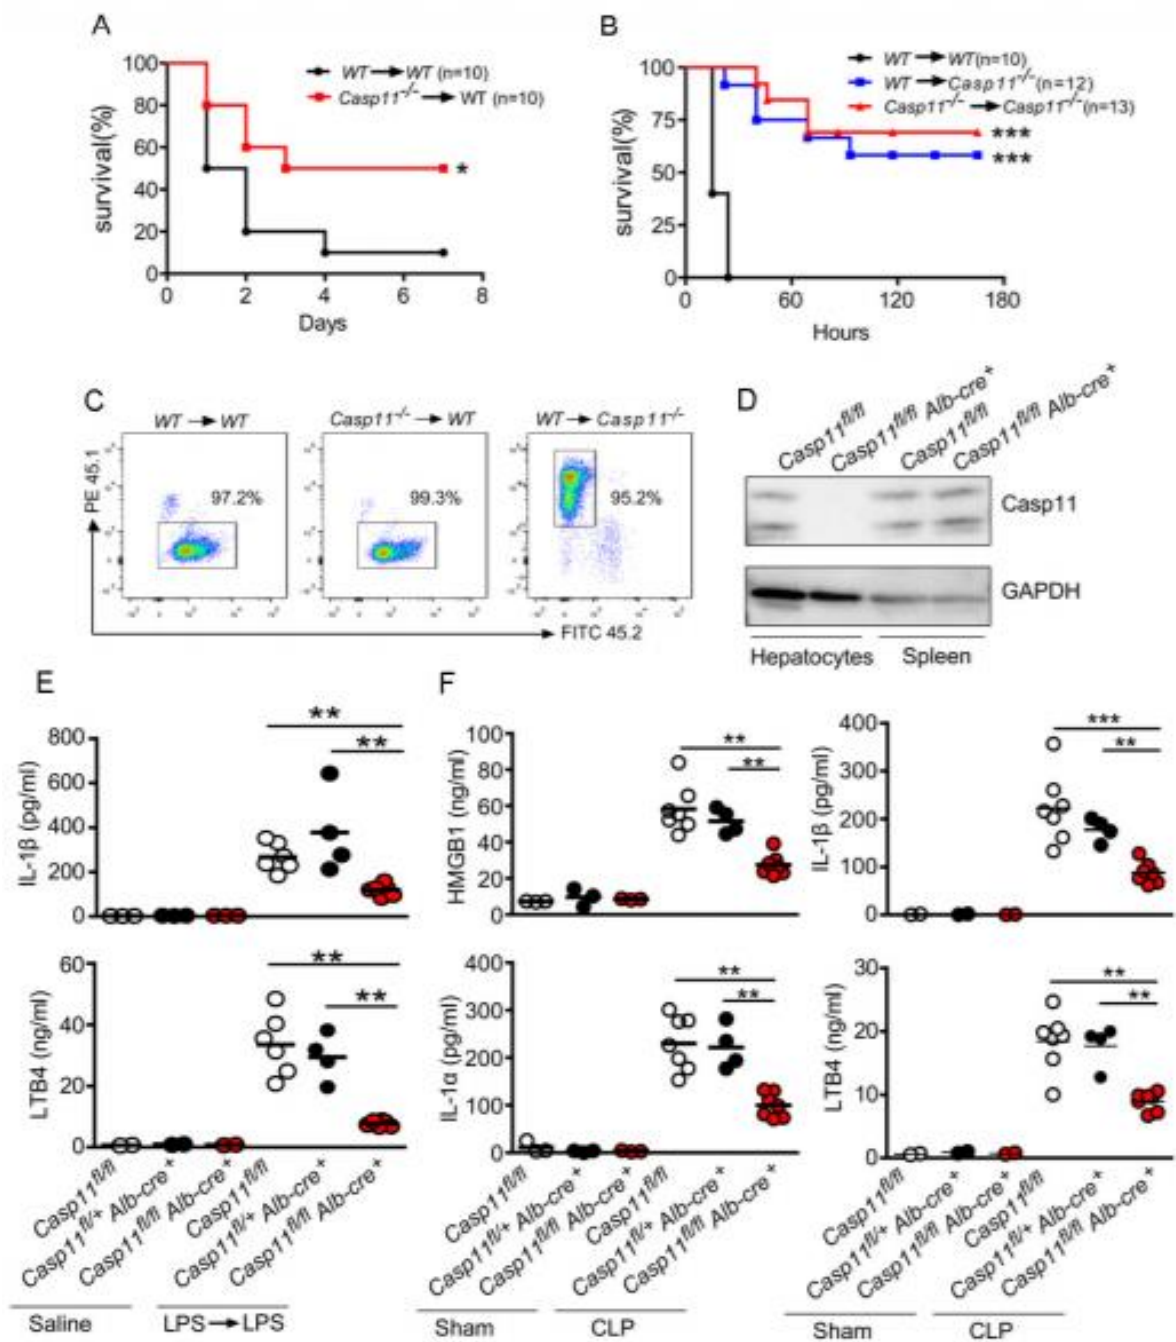 A
WT → WT (n=10)
Casp11-/- → WT (n=10)
survival(%)
100
80
60
40
20
0
*
0 2 4 6 8
Days
B
WT → WT(n=10)
WT → Casp11-/- (n=12)
Casp11-/- → Casp11-/- (n=13)
survival(%)
100
75
50
25
0
***
***
0 60 120 180
Hours
C
WT → WT
Casp11-/- → WT
WT → Casp11-/-
PE 45.1
97.2%
99.3%
95.2%
FITC 45.2
D
Casp11fl/fl
Casp11fl/fl Alb-cre+
Casp11fl/fl
Casp11fl/fl Alb-cre+
Casp11
GAPDH
Hepatocytes Spleen
E
IL-1β (pg/ml)
800
600
400
200
0
**
**
LTB4 (ng/ml)
60
40
20
0
**
**
Casp11fl/fl
Casp11fl/+ Alb-cre+
Casp11fl/fl Alb-cre+
Casp11fl/fl
Casp11fl/+ Alb-cre+
Casp11fl/fl Alb-cre+
Saline LPS → LPS
F
HMGB1 (ng/ml)
100
80
60
40
20
0
**
**
IL-1β (pg/ml)
400
300
200
100
0
***
**
IL-1α (pg/ml)
400
300
200
100
0
**
**
LTB4 (ng/ml)
30
20
10
0
**
**
Casp11fl/fl
Casp11fl/+ Alb-cre+
Casp11fl/fl Alb-cre+
Casp11fl/fl
Casp11fl/+ Alb-cre+
Casp11fl/fl Alb-cre+
Sham CLP
Casp11fl/fl
Casp11fl/+ Alb-cre+
Casp11fl/fl Alb-cre+
Casp11fl/fl
Casp11fl/+ Alb-cre+
Casp11fl/fl Alb-cre+
Sham CLP